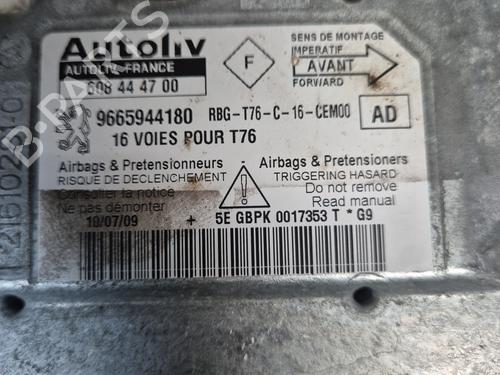 Autoliv
AUTOLIV-FRANCE
608 44 47 00
F
SENS DE MONTAGE
IMPERATIF
AVANT
FORWARD
9665944180 RBG-T76-C-16-CEM00
AD
16 VOIES POUR T76
Airbags & Pretensionneurs
RISQUE DE DECLENCHEMENT
Consulter la notice
Ne pas démonter
Airbags & Pretensioners
TRIGGERING HASARD
Do not remove
Read manual
10/07/09 + 5E GBPK 0017353 T * G9